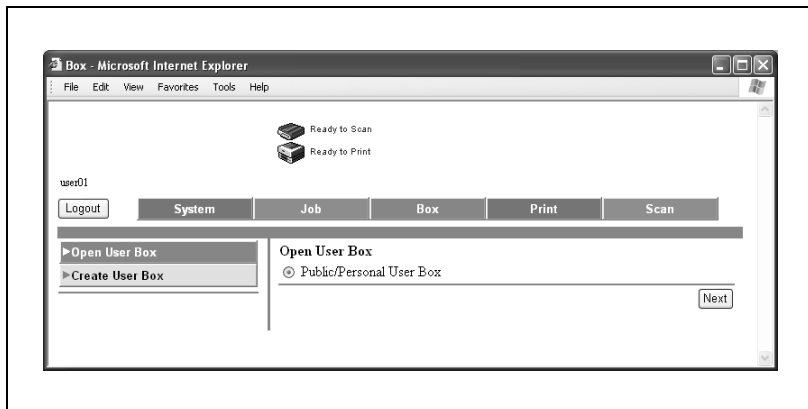 Box - Microsoft Internet Explorer
File Edit View Favorites Tools Help
Ready to Scan
Ready to Print
user01
Logout System Job Box Print Scan
Open User Box
Create User Box
Open User Box
Public/Personal User Box
Next